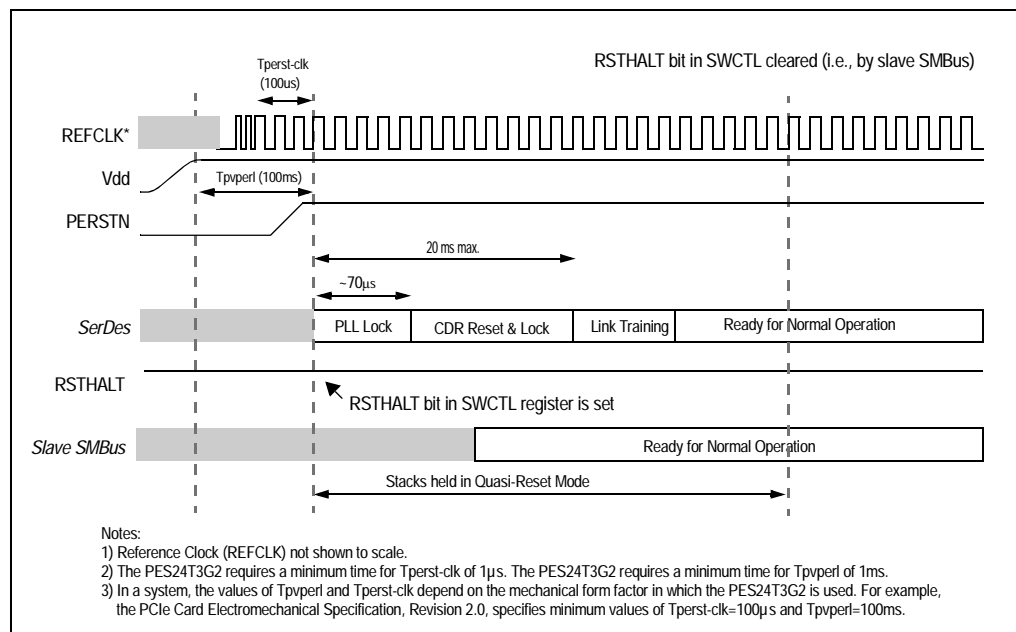 Tperst-clk
(100us)
RSTHALT bit in SWCTL cleared (i.e., by slave SMBus)
REFCLK*
Vdd
Tpvperl (100ms)
PERSTN
20 ms max.
~70µs
SerDes
PLL Lock
CDR Reset & Lock
Link Training
Ready for Normal Operation
RSTHALT
RSTHALT bit in SWCTL register is set
Slave SMBus
Ready for Normal Operation
Stacks held in Quasi-Reset Mode
Notes:
1) Reference Clock (REFCLK) not shown to scale.
2) The PES24T3G2 requires a minimum time for Tperst-clk of 1µs. The PES24T3G2 requires a minimum time for Tpvperl of 1ms.
3) In a system, the values of Tpvperl and Tperst-clk depend on the mechanical form factor in which the PES24T3G2 is used. For example,
the PCIe Card Electromechanical Specification, Revision 2.0, specifies minimum values of Tperst-clk=100µs and Tpvperl=100ms.